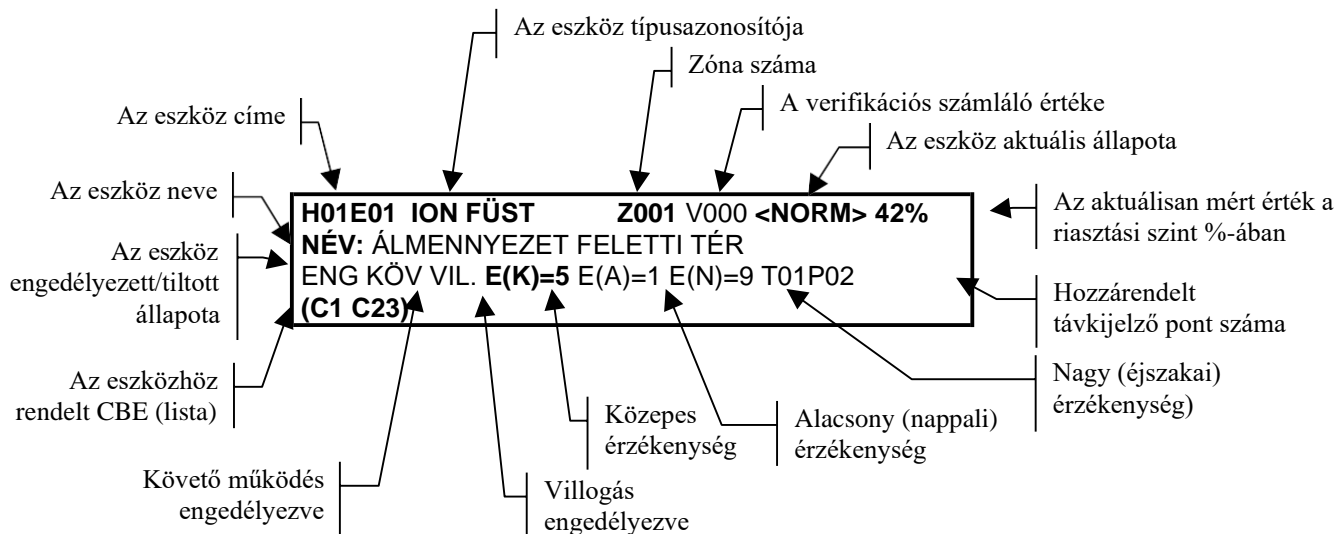 Az eszköz típusazonosítója
Zóna száma
A verifikációs számláló értéke
Az eszköz címe
Az eszköz aktuális állapota
Az eszköz neve
Az eszköz
engedélyezett/tiltott
állapota
H01E01 ION FÜST Z001 V000 <NORM> 42%
NÉV: ÁLMENNYEZET FELETTI TÉR
ENG KÖV VIL. E(K)=5 E(A)=1 E(N)=9 T01P02
(C1 C23)
Az aktuálisan mért érték a
riasztási szint %-ában
Hozzárendelt
távkijelző pont száma
Az eszközhöz
rendelt CBE (lista)
Nagy (éjszakai)
érzékenység)
Közepes
érzékenység
Alacsony (nappali)
érzékenység
Követő működés
engedélyezve
Villogás
engedélyezve